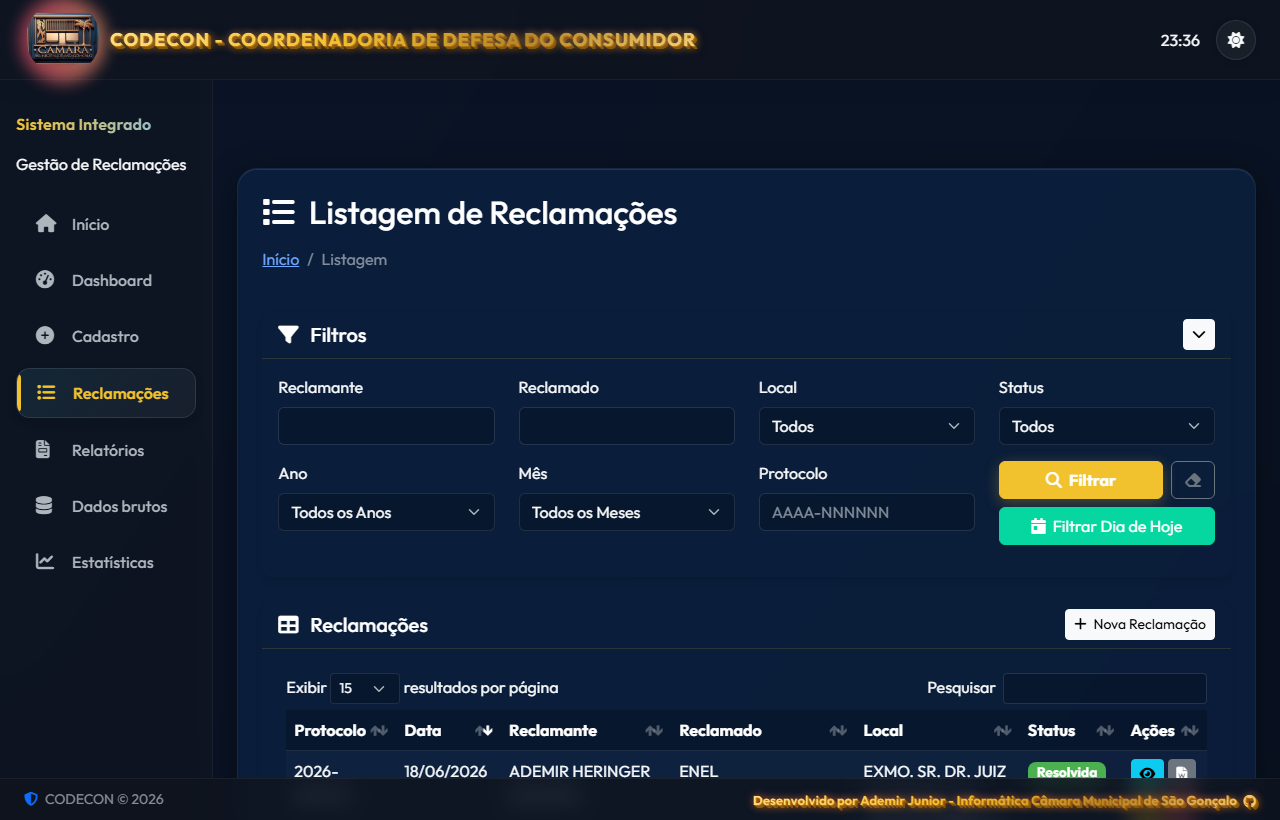 CÂMARA
CODECON - COORDENADORIA DE DEFESA DO CONSUMIDOR
23:36
Sistema Integrado
Gestão de Reclamações
Início
Dashboard
Cadastro
Reclamações
Relatórios
Dados brutos
Estatísticas
Listagem de Reclamações
Início / Listagem
Filtros
Reclamante
Reclamado
Local
Status
Todos
Todos
Ano
Mês
Protocolo
Filtrar
Todos os Anos
Todos os Meses
AAAA-NNNNNN
Filtrar Dia de Hoje
Reclamações
Nova Reclamação
Exibir 15 resultados por página
Pesquisar
Protocolo Data Reclamante Reclamado Local Status Ações
2026- 18/06/2026 ADEMIR HERINGER ENEL EXMO. SR. DR. JUIZ Resolvida
CODECON © 2026
Desenvolvido por Ademir Junior - Informática Câmara Municipal de São Gonçalo